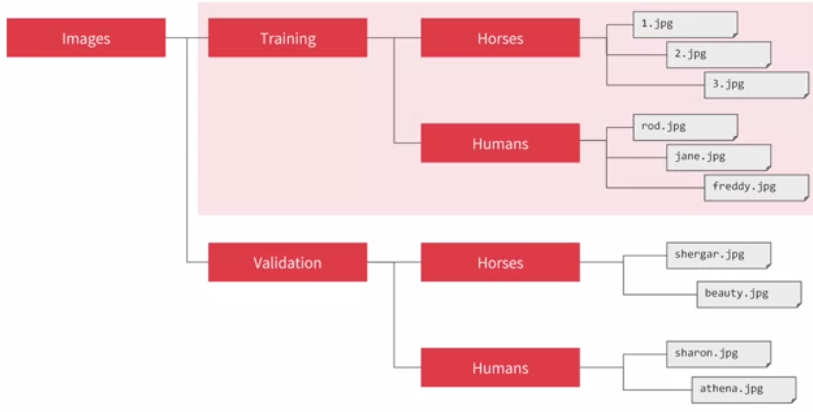 Images
Training
Horses
1.jpg
2.jpg
3.jpg
Humans
rod.jpg
jane.jpg
freddy.jpg
Validation
Horses
shergar.jpg
beauty.jpg
Humans
sharon.jpg
athena.jpg